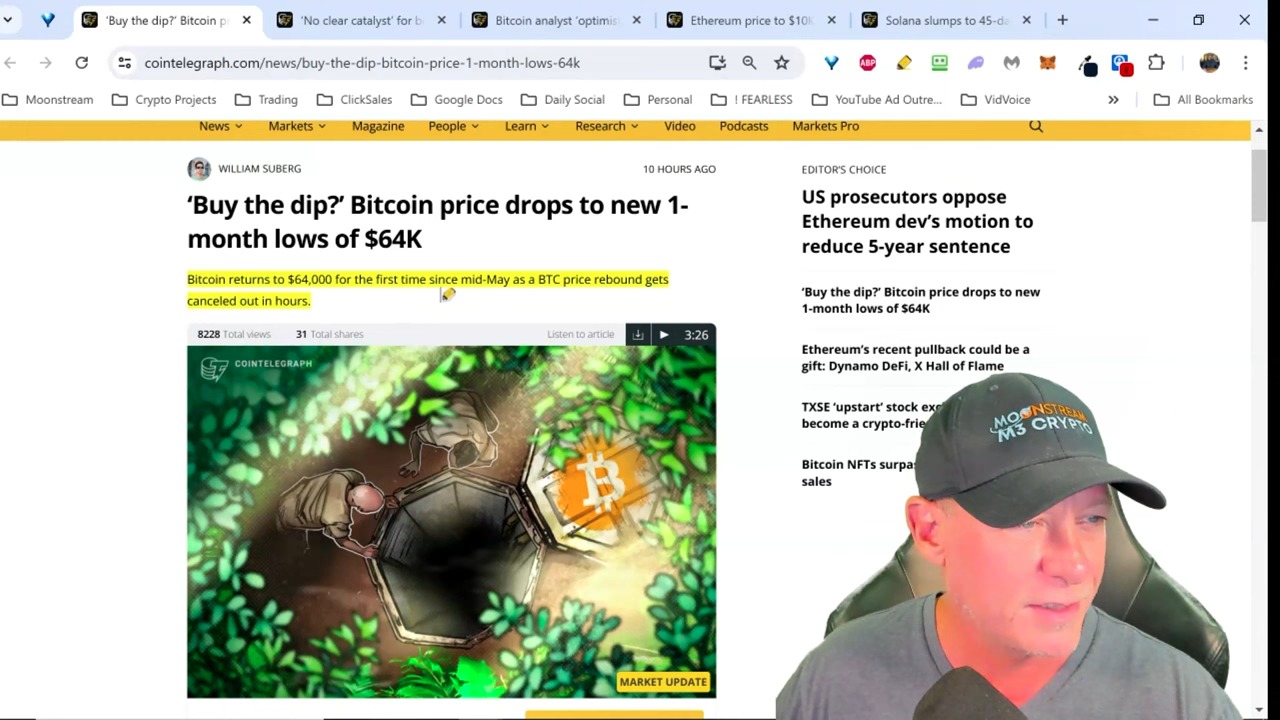 'Buy the dip?' Bitcoin p
'No clear catalyst' for b
Bitcoin analyst 'optimis
Ethereum price to $10
Solana slumps to 45-da
cointelegraph.com/news/buy-the-dip-bitcoin-price-1-month-lows-64k
ABP
Moonstream
Crypto Projects
Trading
ClickSales
Google Docs
Daily Social
Personal
! FEARLESS
YouTube Ad Outre...
VidVoice
»
All Bookmarks
News
Markets
Magazine
People
Learn
Research
Video
Podcasts
Markets Pro
WILLIAM SUBERG
10 HOURS AGO
'Buy the dip?' Bitcoin price drops to new 1-
month lows of $64K
Bitcoin returns to $64,000 for the first time since mid-May as a BTC price rebound gets
canceled out in hours.
8228 Total views
31 Total shares
Listen to article
3:26
COINTELEGRAPH
MARKET UPDATE
EDITOR'S CHOICE
US prosecutors oppose
Ethereum dev's motion to
reduce 5-year sentence
'Buy the dip?' Bitcoin price drops to new
1-month lows of $64K
Ethereum's recent pullback could be a
gift: Dynamo DeFi, X Hall of Fame
TXSE 'upstart' stock exc
become a crypto-frie
Bitcoin NFTs surpa
sales
MOONSTREAM
M3 CRYPTO